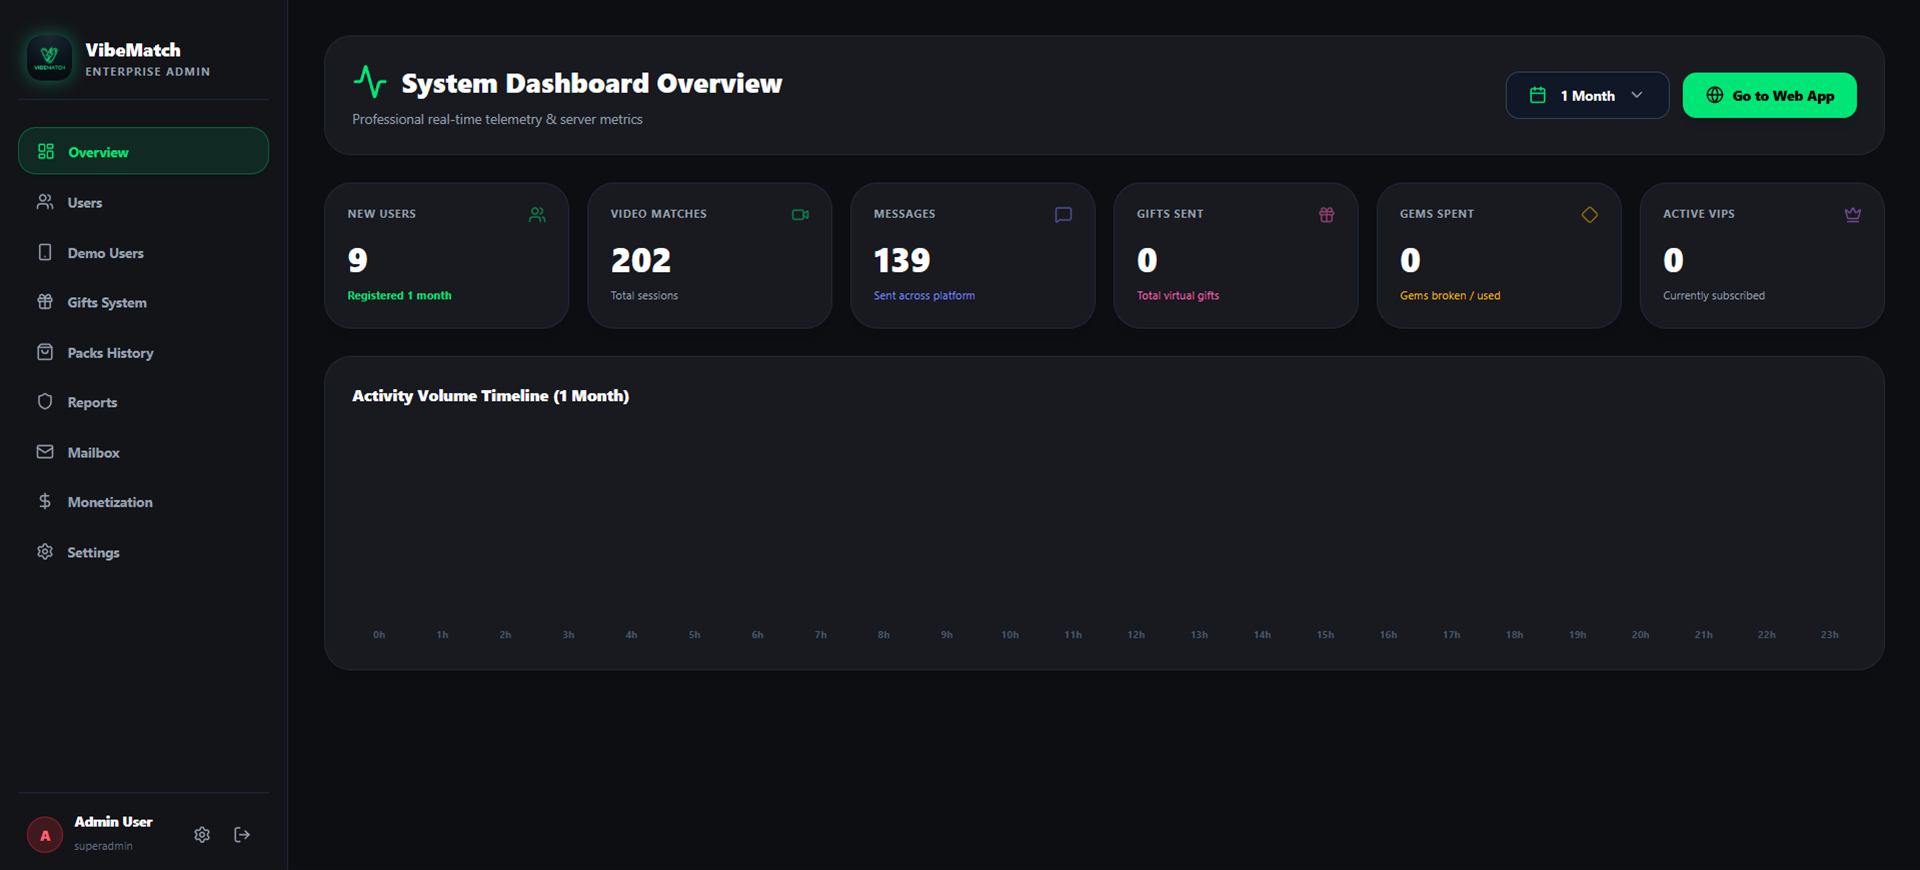 VIBEMATCH
VibeMatch
ENTERPRISE ADMIN
Overview
Users
Demo Users
Gifts System
Packs History
Reports
Mailbox
Monetization
Settings
A
Admin User
superadmin
System Dashboard Overview
Professional real-time telemetry & server metrics
1 Month
Go to Web App
NEW USERS
9
Registered 1 month
VIDEO MATCHES
202
Total sessions
MESSAGES
139
Sent across platform
GIFTS SENT
0
Total virtual gifts
GEMS SPENT
0
Gems broken / used
ACTIVE VIPS
0
Currently subscribed
Activity Volume Timeline (1 Month)
0h 1h 2h 3h 4h 5h 6h 7h 8h 9h 10h 11h 12h 13h 14h 15h 16h 17h 18h 19h 20h 21h 22h 23h